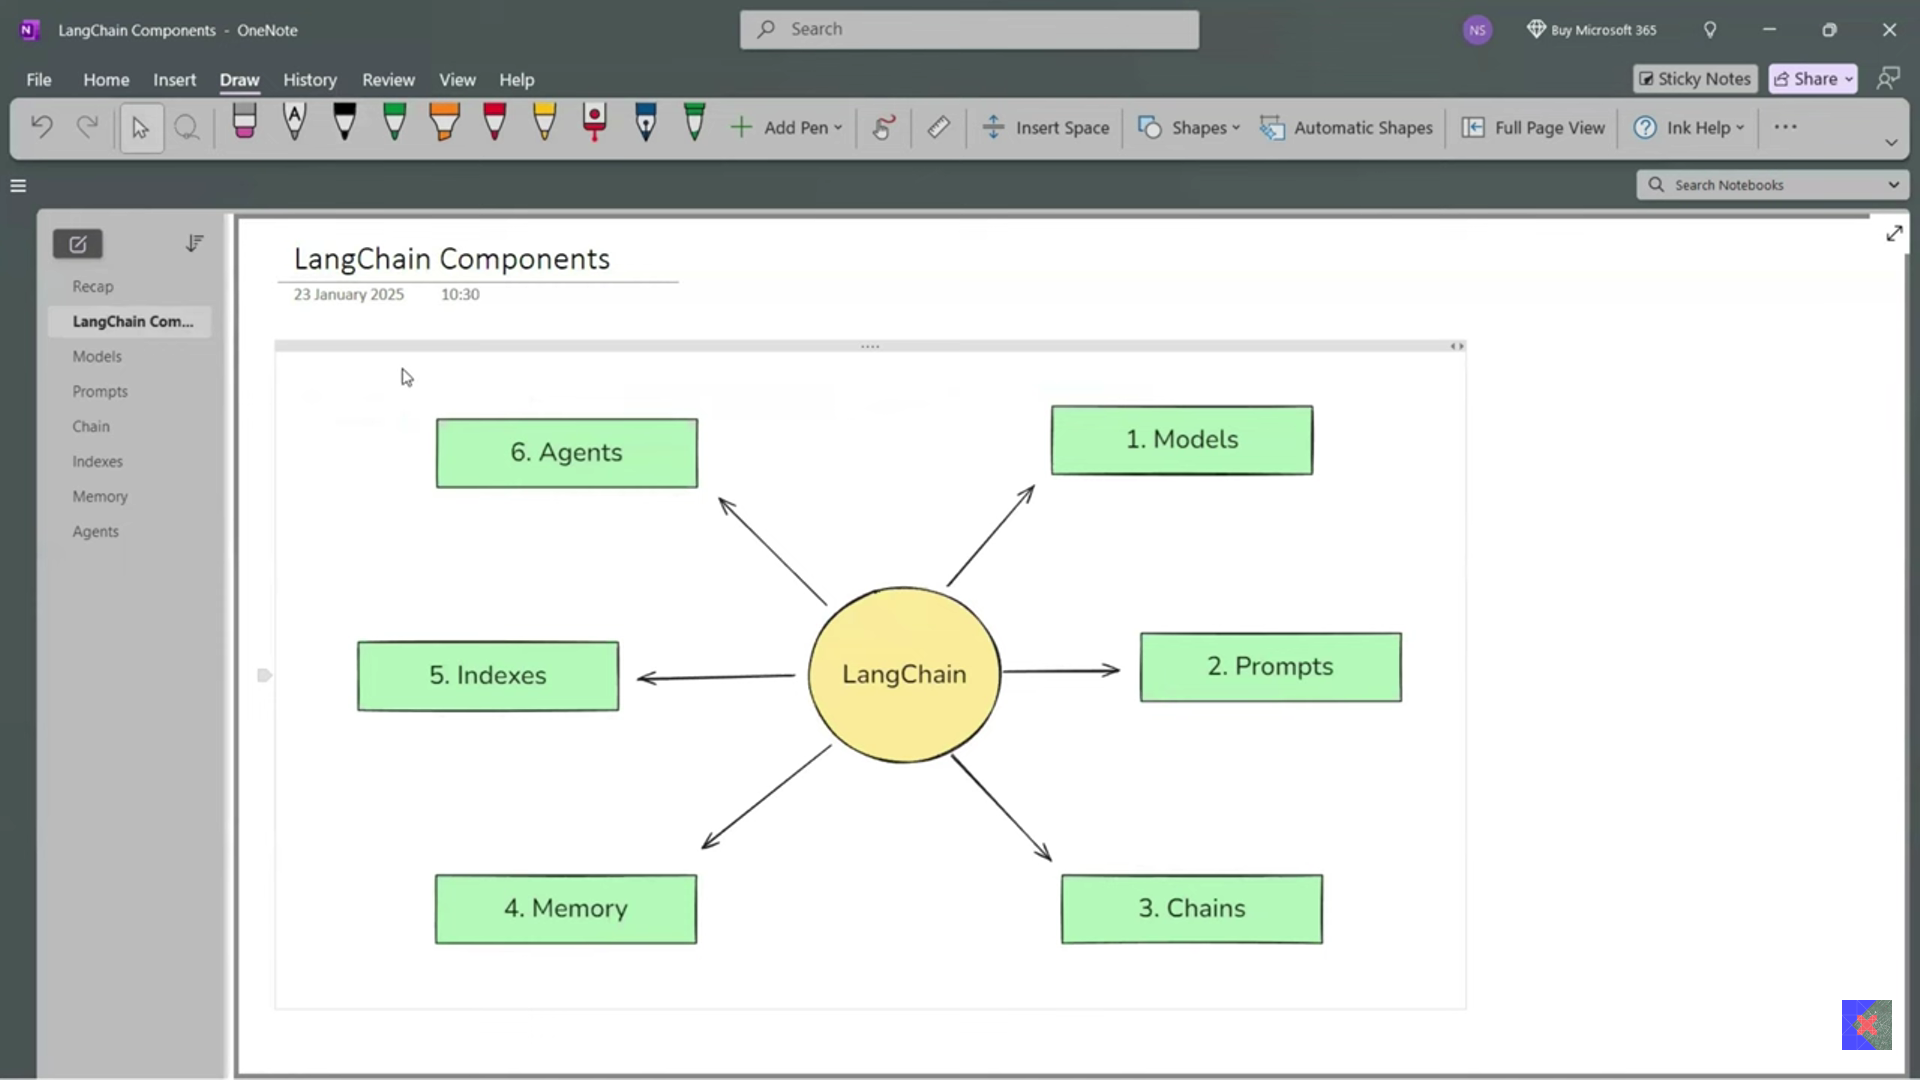 LangChain Components - OneNote
Search
NS
Buy Microsoft 365
File Home Insert Draw History Review View Help
Sticky Notes
Share
A
Add Pen
Insert Space
Shapes
Automatic Shapes
Full Page View
Ink Help
Search Notebooks
Recap
LangChain Com...
Models
Prompts
Chain
Indexes
Memory
Agents
LangChain Components
23 January 2025 10:30
6. Agents
1. Models
5. Indexes
LangChain
2. Prompts
4. Memory
3. Chains